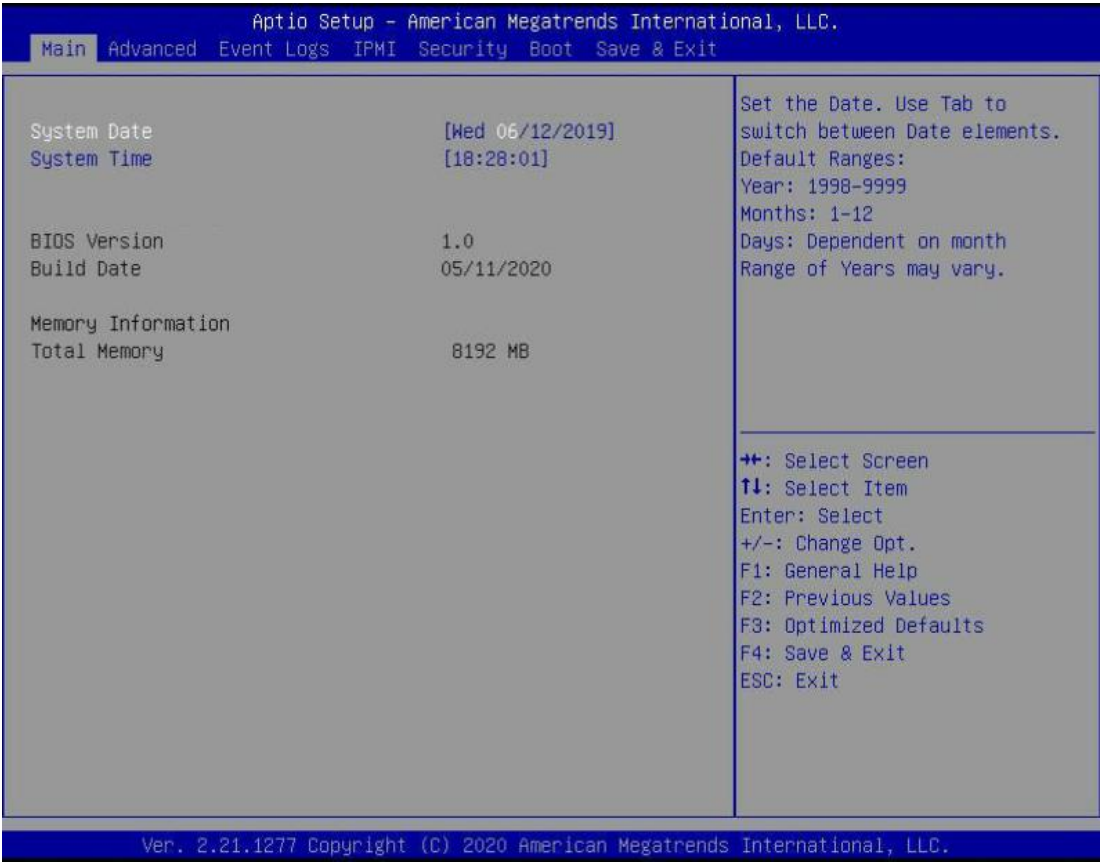 Aptio Setup – American Megatrends International, LLC.
Main Advanced Event Logs IPMI Security Boot Save & Exit
System Date [Wed 06/12/2019]
System Time [18:28:01]
BIOS Version 1.0
Build Date 05/11/2020
Memory Information
Total Memory 8192 MB
Set the Date. Use Tab to
switch between Date elements.
Default Ranges:
Year: 1998-9999
Months: 1-12
Days: Dependent on month
Range of Years may vary.
→←: Select Screen
↑↓: Select Item
Enter: Select
+/-: Change Opt.
F1: General Help
F2: Previous Values
F3: Optimized Defaults
F4: Save & Exit
ESC: Exit
Ver. 2.21.1277 Copyright (C) 2020 American Megatrends International, LLC.